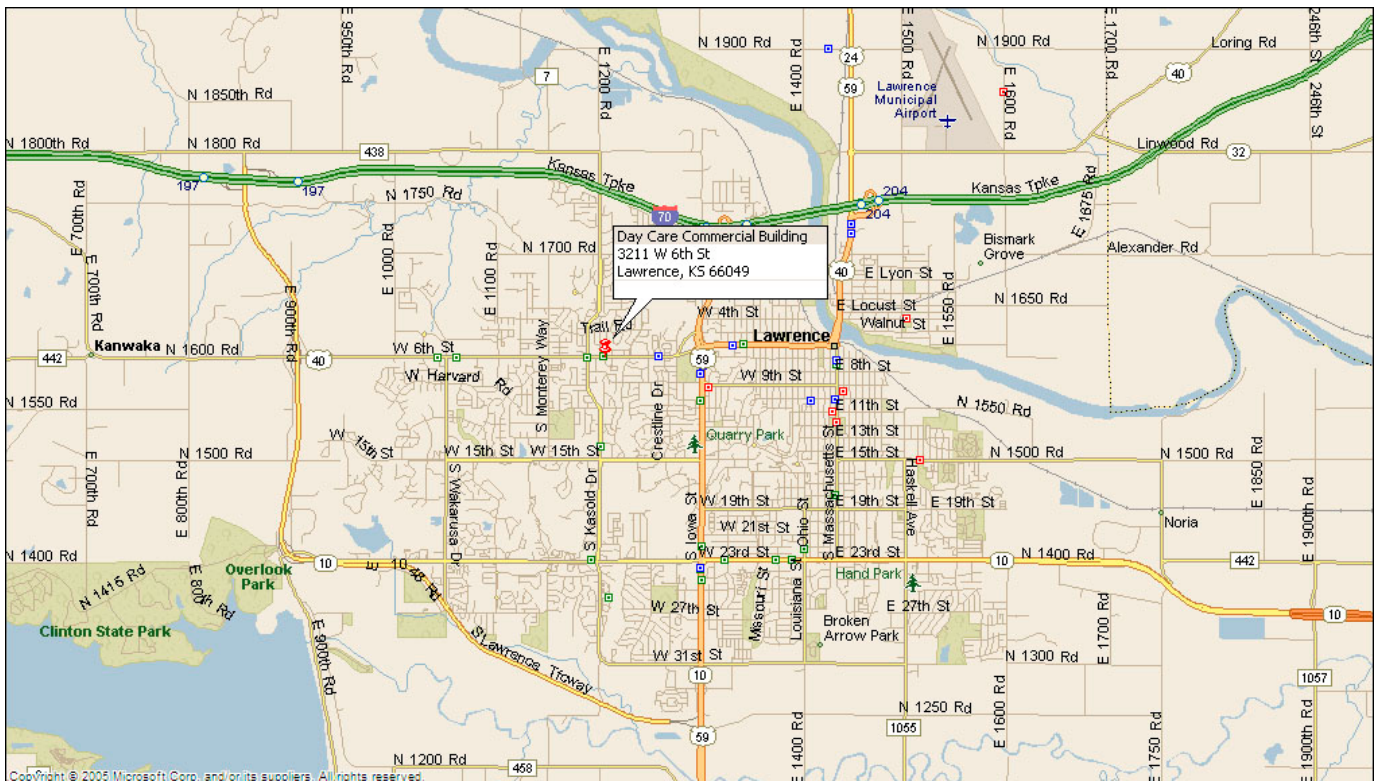 N 1900 Rd
N 1900 Rd
Loring Rd
950th Rd
E 1200 Rd
E 1400 Rd
1500 Rd
E 1600 Rd
1700 Rd
246th St
246th St
24
59
7
40
N 1850th Rd
Lawrence
Municipal
Airport
N 1800th Rd
N 1800 Rd
438
Linwood Rd
32
Kansas Tpke
Kansas Tpke
197
197
204
204
N 1750 Rd
70
E 700th Rd
E 700th Rd
E 1000 Rd
E 1100 Rd
E 1675 Rd
N 1700 Rd
Day Care Commercial Building
3211 W 6th St
Lawrence, KS 66049
Bismark
Grove
Alexander Rd
40
E Lyon St
E 900th Rd
E 1550 Rd
N 1650 Rd
E Locust St
Walnut St
W 4th St
Trail Rd
Lawrence
Kanwaka
442
N 1600 Rd
40
W 6th St
59
E 8th St
S Monterey Way
W Harvard Rd
W 9th St
Crestline Dr
N 1550 Rd
N 1550 Rd
E 11th St
E 13th St
Quarry Park
W 15th St
N 1500 Rd
W 15th St
W 15th St
E 15th St
N 1500 Rd
N 1500 Rd
E 1850 Rd
E 700th Rd
E 800th Rd
S Wakarusa Dr
S Kasold Dr
S Iowa St
Ohio St
S Massachusetts St
Haskell Ave
E 1900th Rd
W 19th St
E 19th St
E 19th St
W 21st St
Noria
N 1400 Rd
10
W 23rd St
E 23rd St
10
N 1400 Rd
442
Overlook
Park
E 1048 Rd
N 1416 Rd
E 800th Rd
Hand Park
Missouri St
Louisiana St
W 27th St
E 27th St
10
Clinton State Park
E 900th Rd
S Lawrence Trfwy
Broken
Arrow Park
E 1700 Rd
W 31st St
N 1300 Rd
10
1057
E 1600 Rd
N 1250 Rd
1055
59
E 1400 Rd
E 1750 Rd
E 1900th Rd
N 1200 Rd
458
Copyright © 2005 Microsoft Corp. and/or its suppliers. All rights reserved.